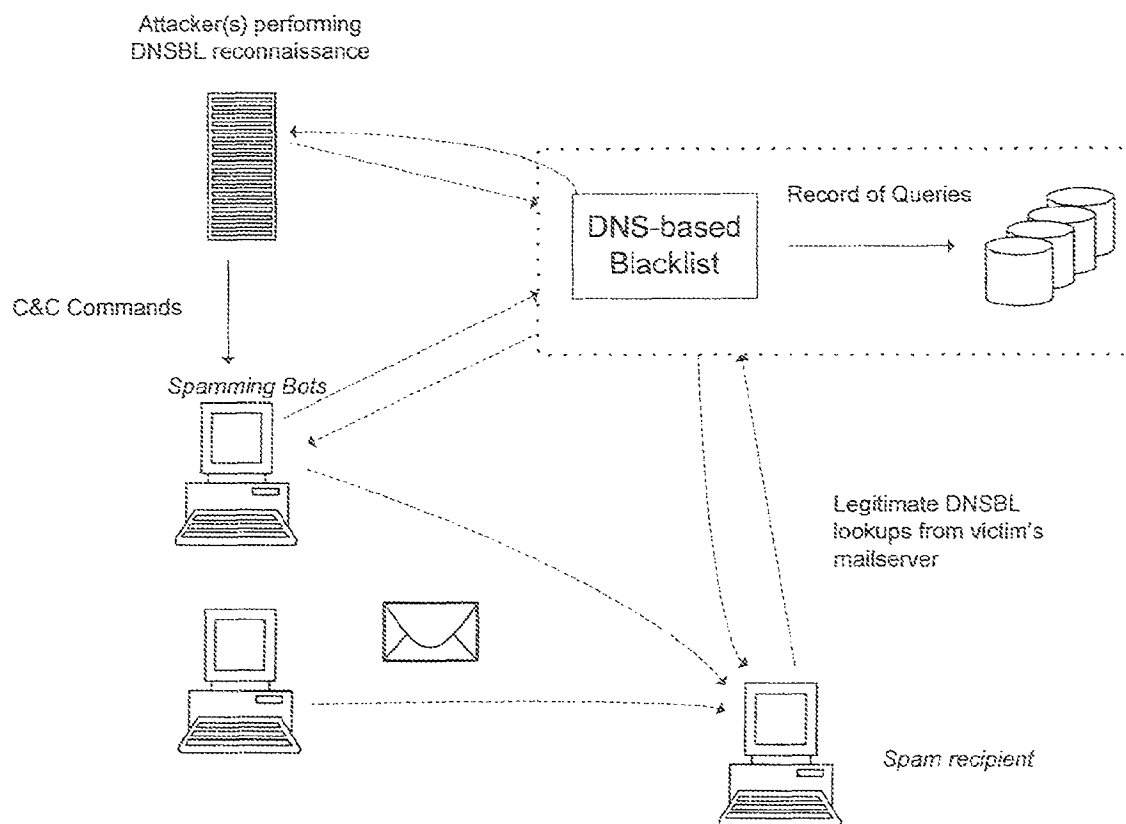 Attacker(s) performing
DNSBL reconnaissance
Record of Queries
DNS-based
Blacklist
C&C Commands
Spamming Bots
Legitimate DNSBL
lookups from victim's
mailserver
Spam recipient